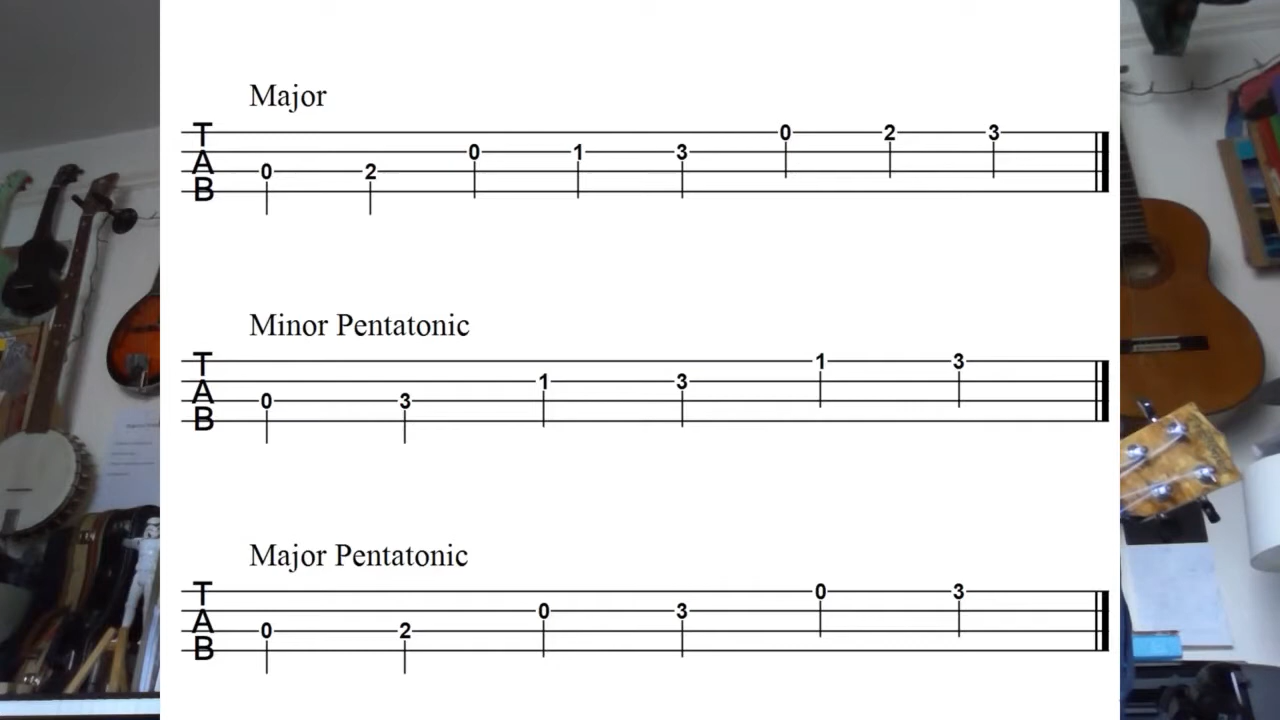 Major
T
A
B
0 2 0 1 3 0 2 3
Minor Pentatonic
T
A
B
0 3 1 3 1 3
Major Pentatonic
T
A
B
0 2 0 3 0 3